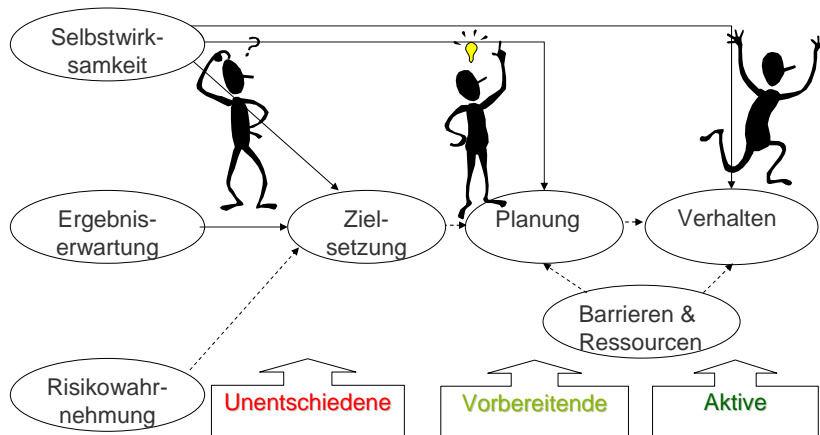 Selbstwirk-
samkeit
?
Ergebnis-
erwartung
Ziel-
setzung
Planung
Verhalten
Barrieren &
Ressourcen
Risikowahr-
nehmung
Unentschiedene
Vorbereitende
Aktive